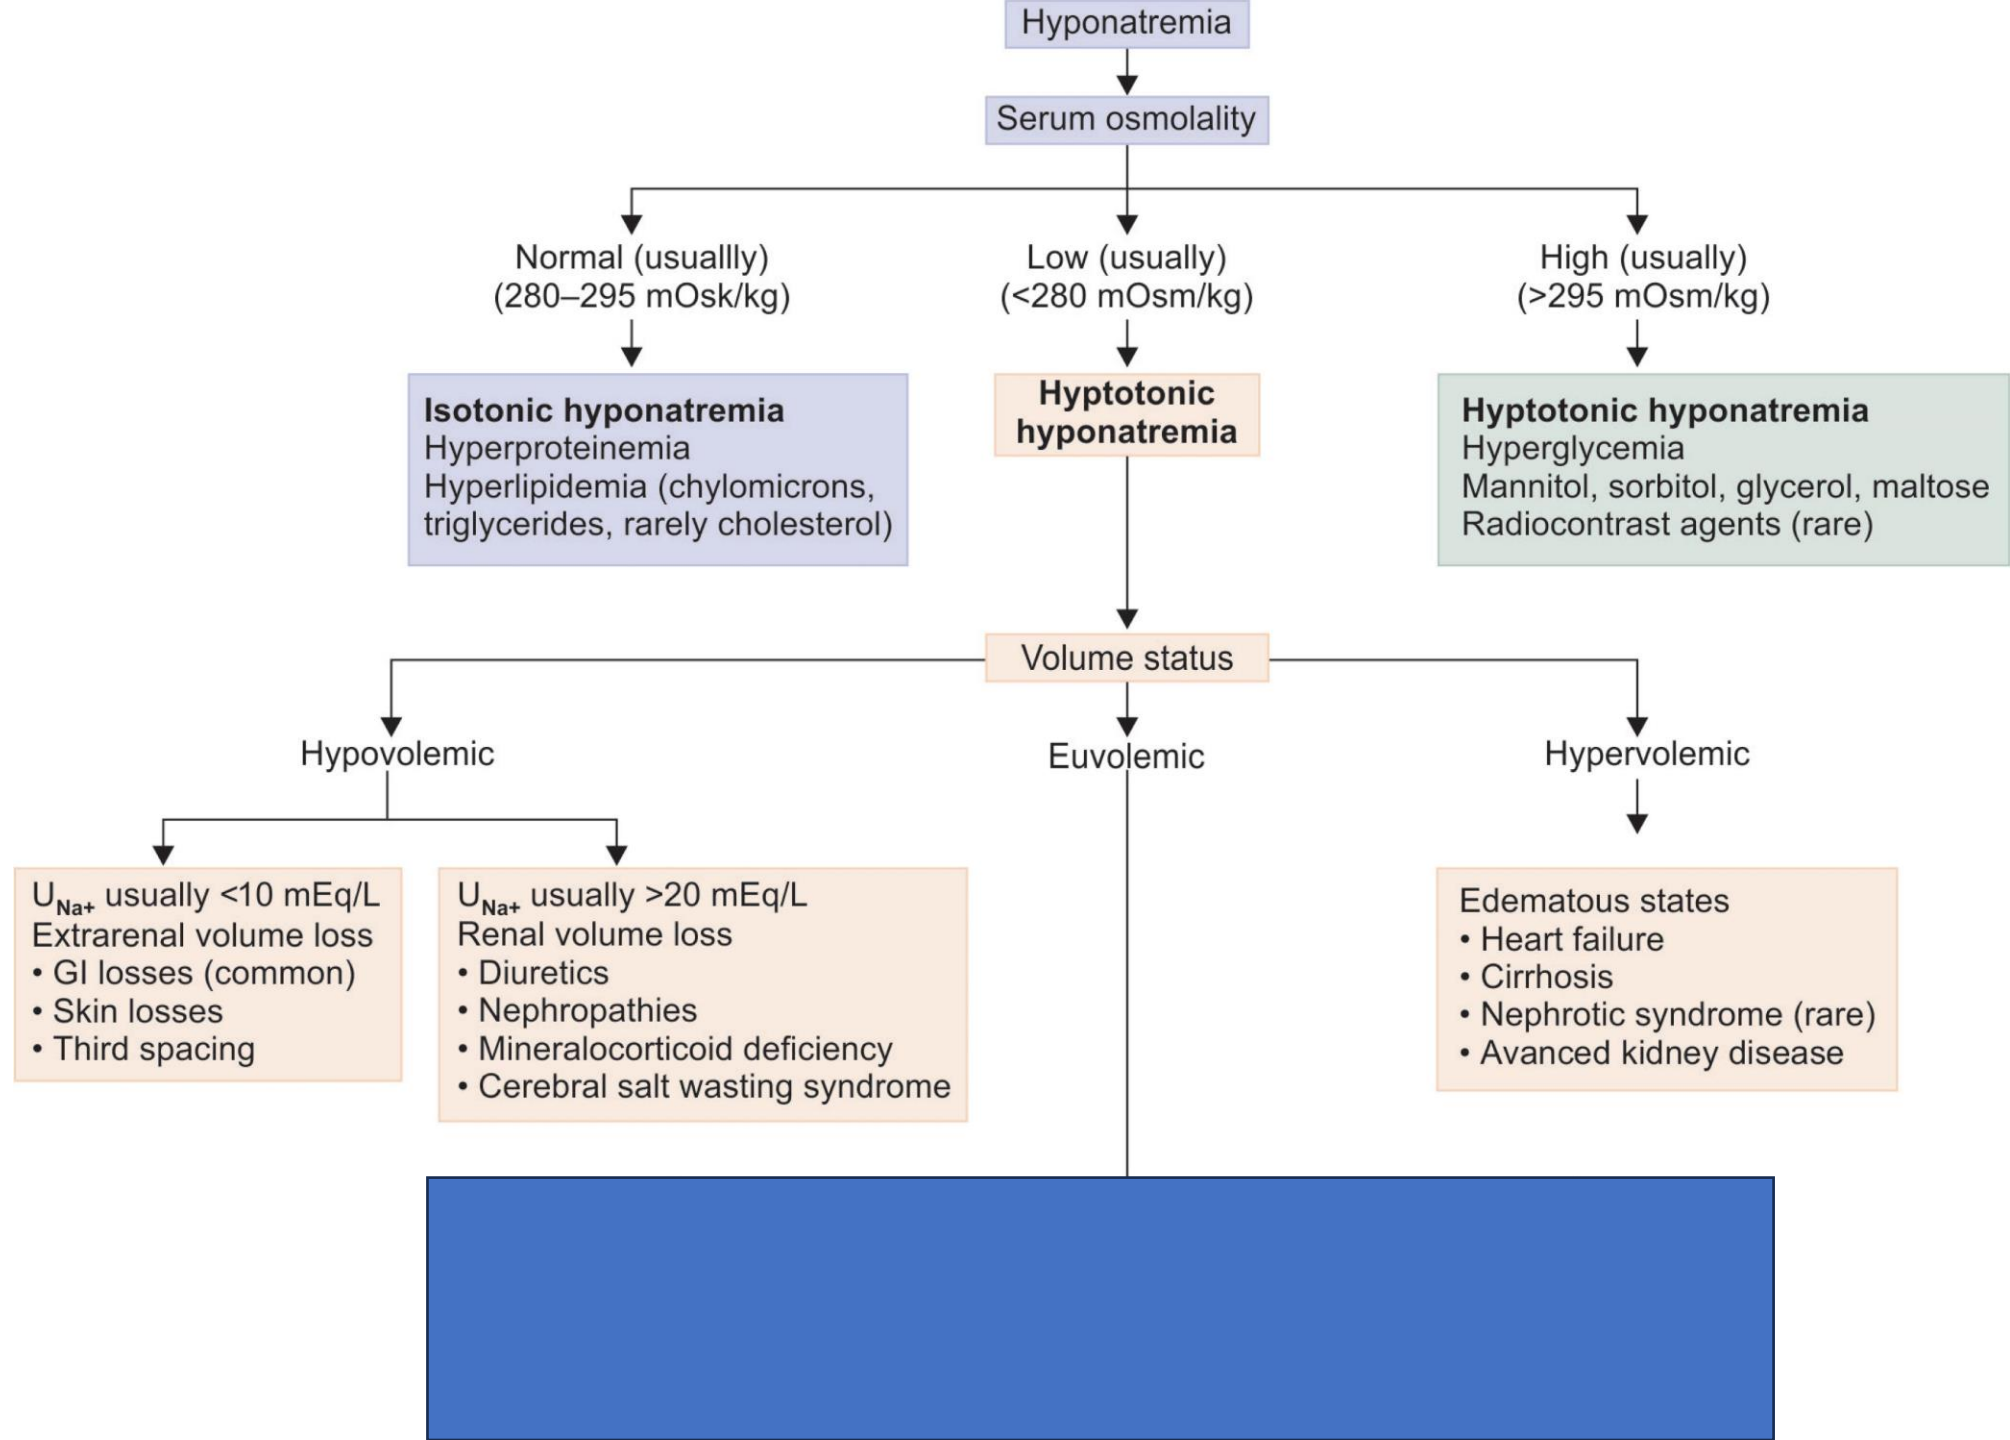 Hyponatremia
Serum osmolality
Normal (usuallly)
(280–295 mOsk/kg)
Low (usually)
(<280 mOsm/kg)
High (usually)
(>295 mOsm/kg)
Isotonic hyponatremia
Hyperproteinemia
Hyperlipidemia (chylomicrons,
triglycerides, rarely cholesterol)
Hyptotonic
hyponatremia
Hyptotonic hyponatremia
Hyperglycemia
Mannitol, sorbitol, glycerol, maltose
Radiocontrast agents (rare)
Volume status
Hypovolemic
Euvolemic
Hypervolemic
U_Na+ usually <10 mEq/L
Extrarenal volume loss
• GI losses (common)
• Skin losses
• Third spacing
U_Na+ usually >20 mEq/L
Renal volume loss
• Diuretics
• Nephropathies
• Mineralocorticoid deficiency
• Cerebral salt wasting syndrome
Edematous states
• Heart failure
• Cirrhosis
• Nephrotic syndrome (rare)
• Avanced kidney disease